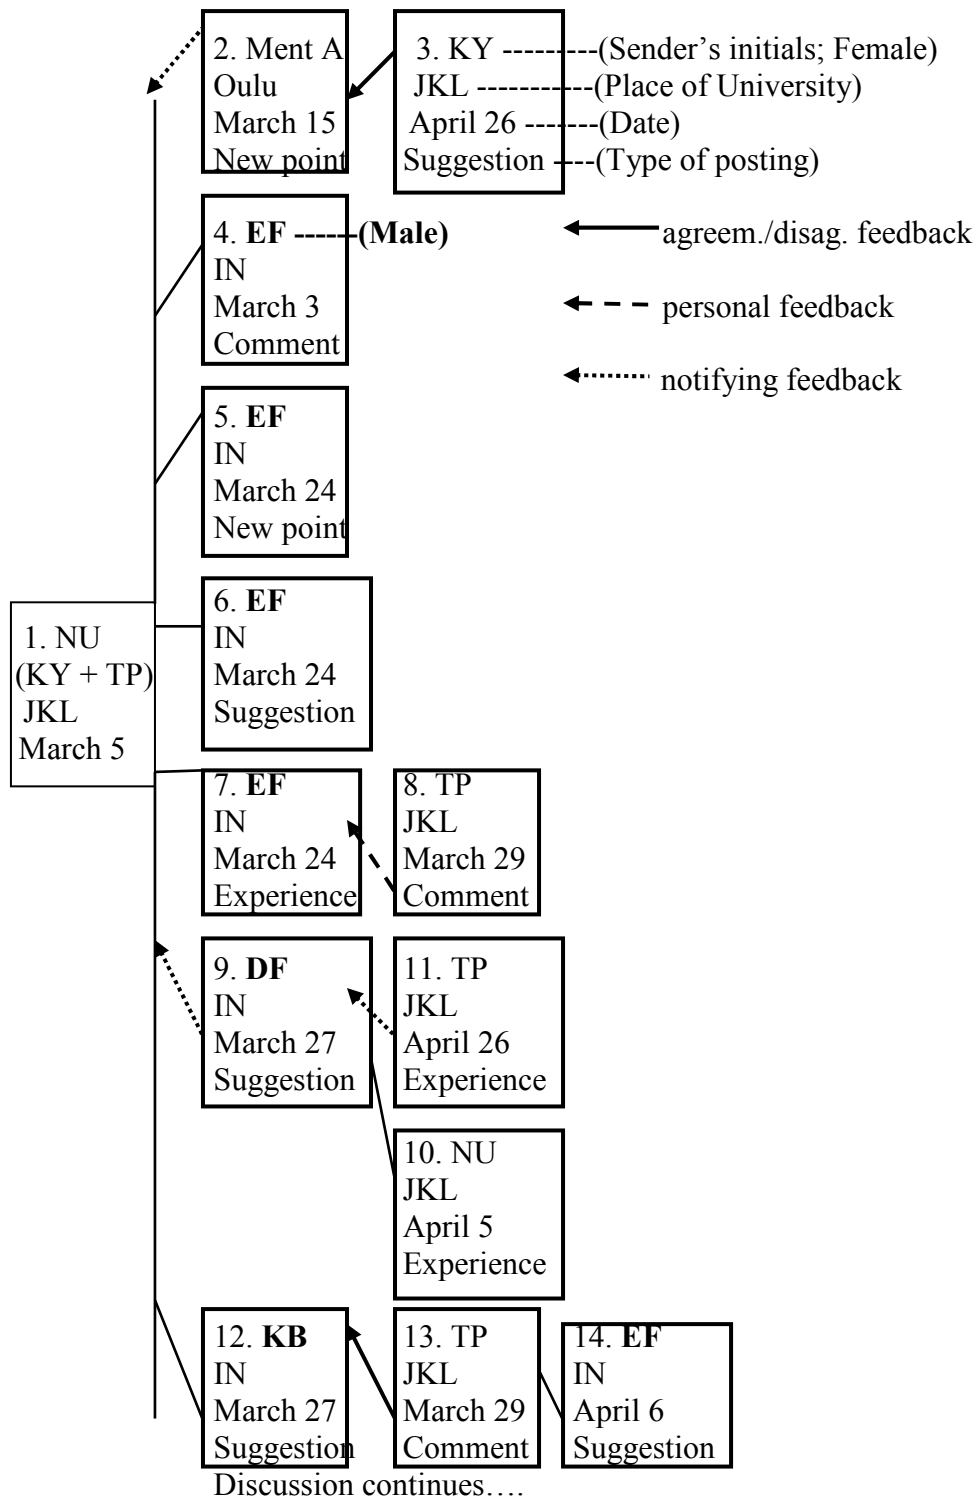 2. Ment A
Oulu
March 15
New point
3. KY ---------(Sender's initials; Female)
JKL -----------(Place of University)
April 26 -------(Date)
Suggestion ----(Type of posting)
4. EF ------(Male)
IN
March 3
Comment
agreem./disag. feedback
personal feedback
notifying feedback
5. EF
IN
March 24
New point
1. NU
(KY + TP)
JKL
March 5
6. EF
IN
March 24
Suggestion
7. EF
IN
March 24
Experience
8. TP
JKL
March 29
Comment
9. DF
IN
March 27
Suggestion
11. TP
JKL
April 26
Experience
10. NU
JKL
April 5
Experience
12. KB
IN
March 27
Suggestion
13. TP
JKL
March 29
Comment
14. EF
IN
April 6
Suggestion
Discussion continues….